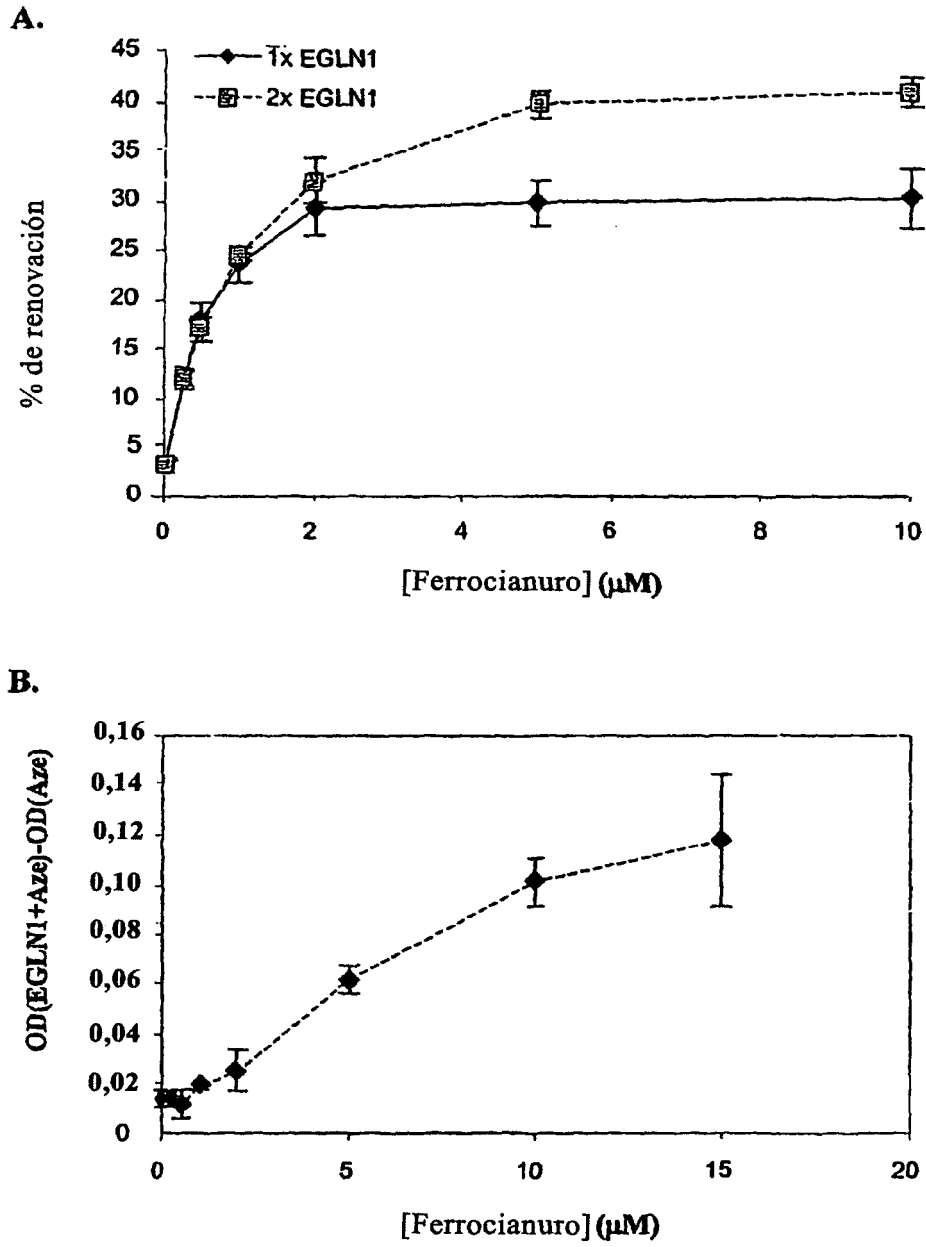 A.
45
40
35
30
25
20
15
10
5
0
% de renovación
1x EGLN1
2x EGLN1
0 2 4 6 8 10
[Ferrocianuro] (µM)
B.
0,16
0,14
0,12
0,10
0,08
0,06
0,04
0,02
0
OD(EGLN1+Aze)-OD(Aze)
0 5 10 15 20
[Ferrocianuro] (µM)